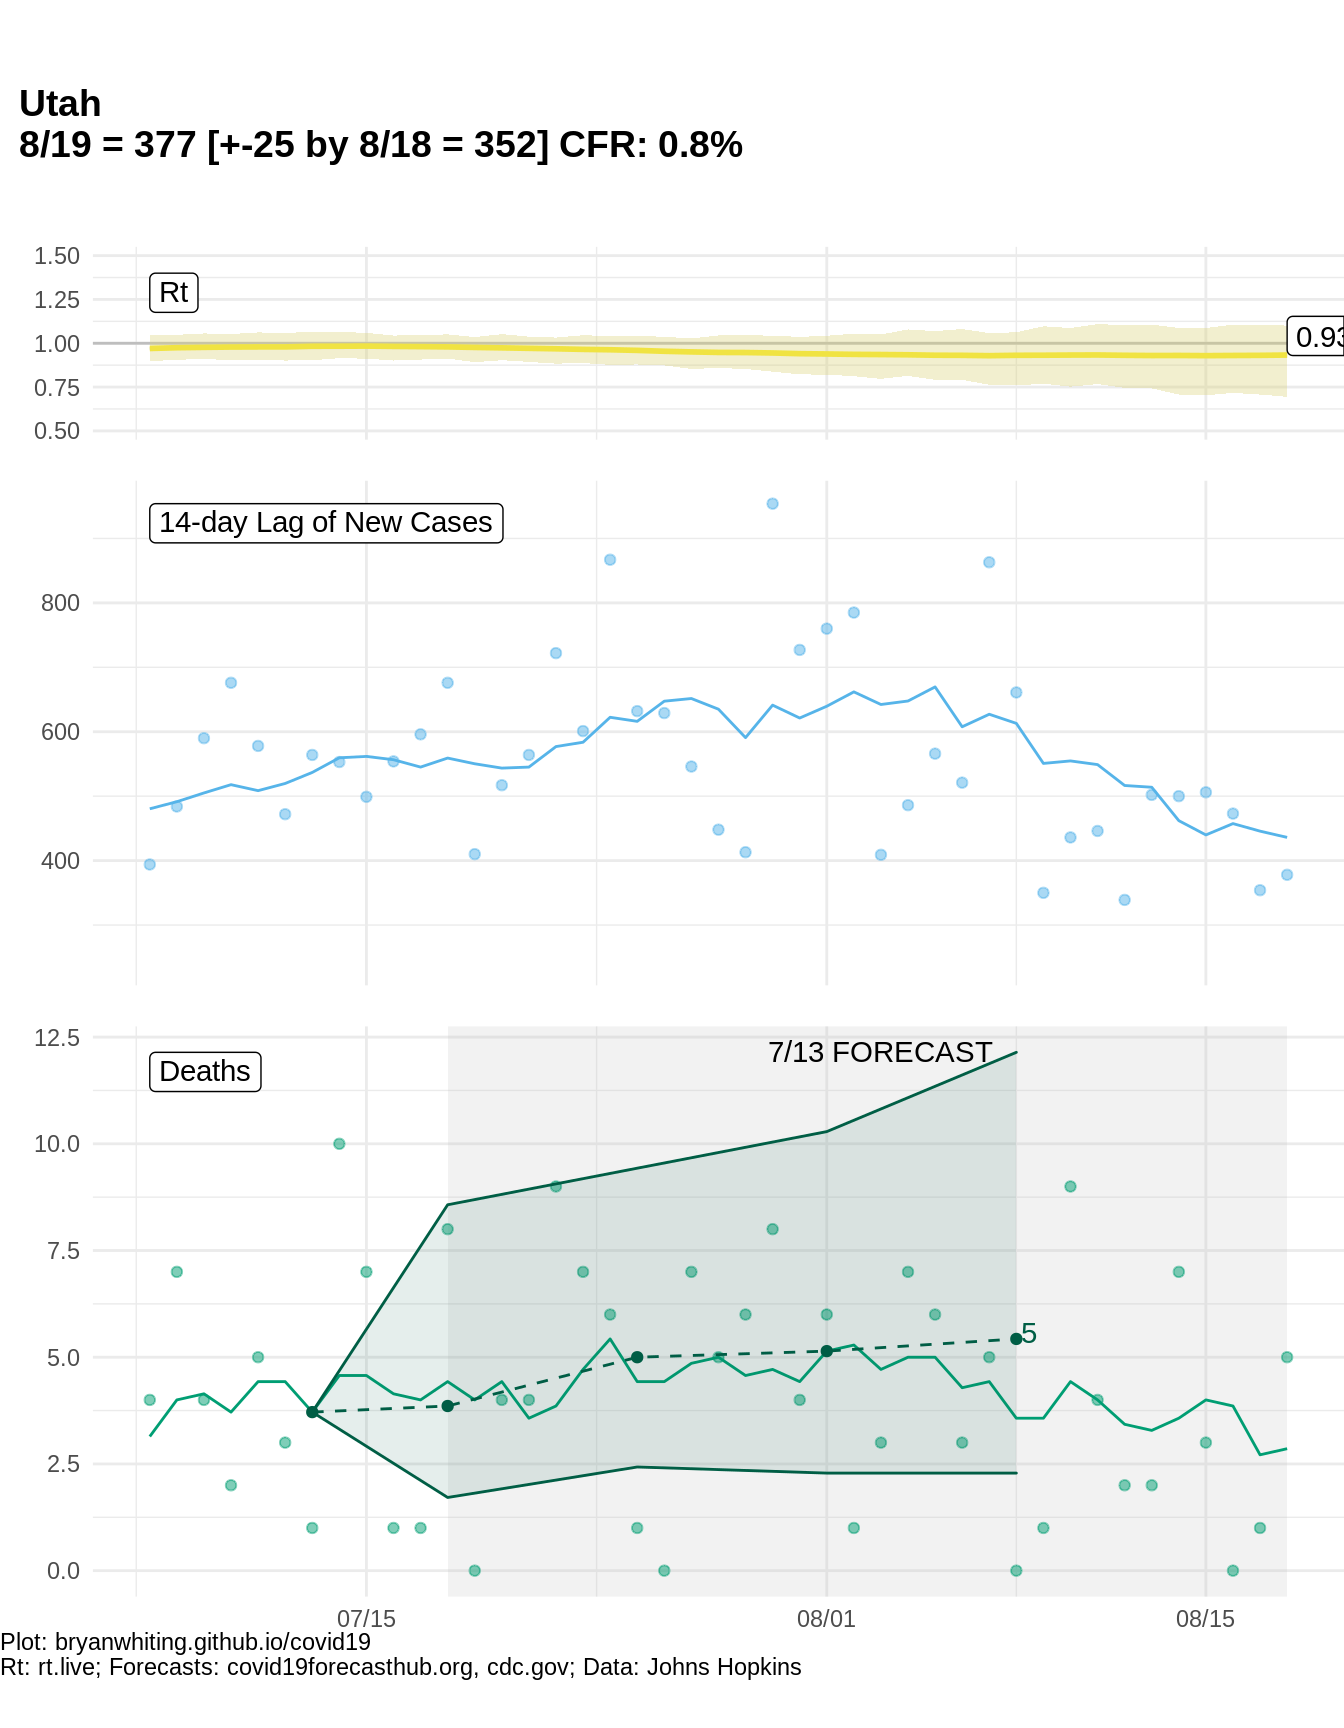 Utah
8/19 = 377 [+-25 by 8/18 = 352] CFR: 0.8%
1.50
Rt
1.25
1.00
0.93
0.75
0.50
14-day Lag of New Cases
800
600
400
12.5
7/13 FORECAST
Deaths
10.0
7.5
5
5.0
2.5
0.0
07/15 08/01 08/15
Plot: bryanwhiting.github.io/covid19
Rt: rt.live; Forecasts: covid19forecasthub.org, cdc.gov; Data: Johns Hopkins